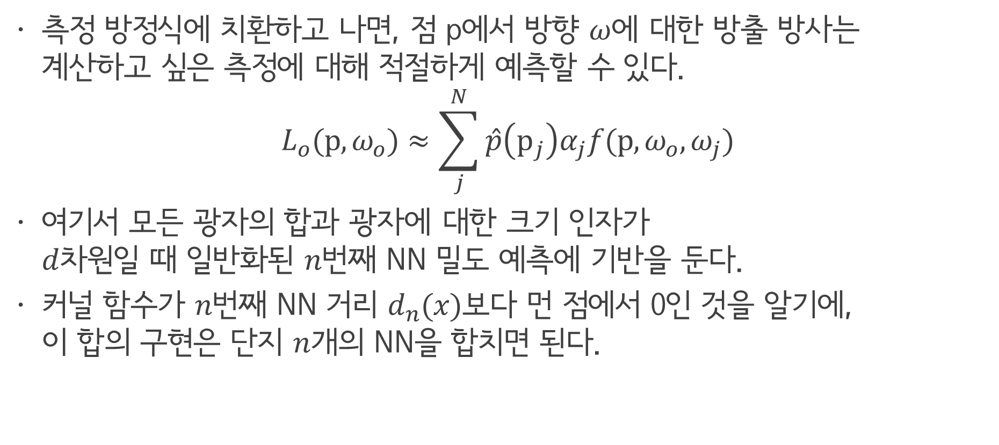 · 측정 방정식에 치환하고 나면, 점 p에서 방향 ω에 대한 방출 방사는
계산하고 싶은 측정에 대해 적절하게 예측할 수 있다.
$L_o(\mathrm{p}, \omega_o) \approx \sum_{j}^{N} \hat{p}(\mathrm{p}_j) \alpha_j f(\mathrm{p}, \omega_o, \omega_j)$
· 여기서 모든 광자의 합과 광자에 대한 크기 인자가
d차원일 때 일반화된 n번째 NN 밀도 예측에 기반을 둔다.
· 커널 함수가 n번째 NN 거리 $d_n(x)$보다 먼 점에서 0인 것을 알기에,
이 합의 구현은 단지 n개의 NN을 합치면 된다.